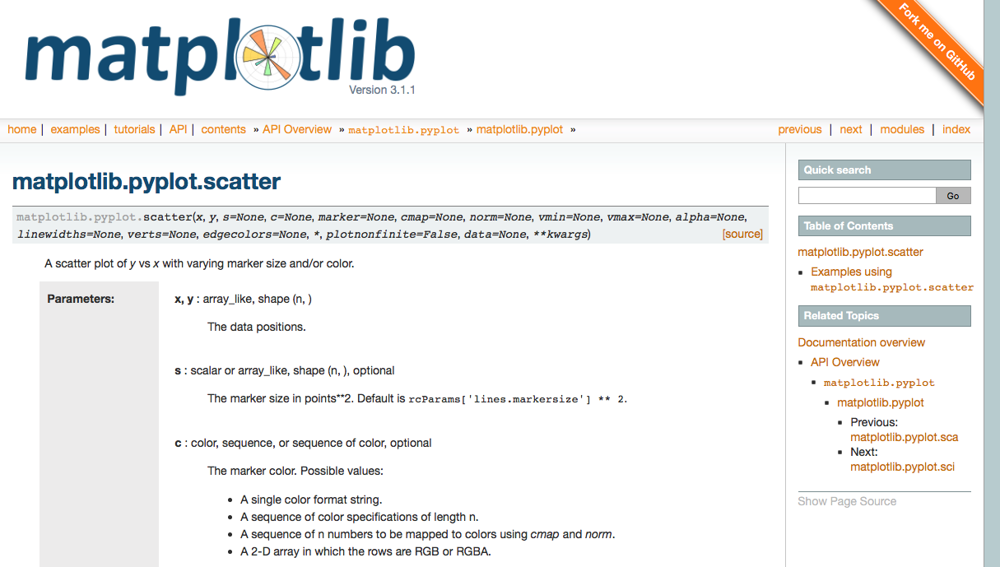 matplotlib
Version 3.1.1
Fork me on GitHub
home | examples | tutorials | API | contents » API Overview » matplotlib.pyplot » matplotlib.pyplot »
previous | next | modules | index
matplotlib.pyplot.scatter
matplotlib.pyplot.scatter(x, y, s=None, c=None, marker=None, cmap=None, norm=None, vmin=None, vmax=None, alpha=None,
linewidths=None, verts=None, edgecolors=None, *, plotnonfinite=False, data=None, **kwargs) [source]
A scatter plot of y vs x with varying marker size and/or color.
Parameters:
x, y : array_like, shape (n, )
The data positions.
s : scalar or array_like, shape (n, ), optional
The marker size in points**2. Default is rcParams['lines.markersize'] ** 2.
c : color, sequence, or sequence of color, optional
The marker color. Possible values:
• A single color format string.
• A sequence of color specifications of length n.
• A sequence of n numbers to be mapped to colors using cmap and norm.
• A 2-D array in which the rows are RGB or RGBA.
Quick search
Go
Table of Contents
matplotlib.pyplot.scatter
▪ Examples using
matplotlib.pyplot.scatter
Related Topics
Documentation overview
▪ API Overview
▪ matplotlib.pyplot
▪ matplotlib.pyplot
▪ Previous:
matplotlib.pyplot.sca
▪ Next:
matplotlib.pyplot.sci
Show Page Source